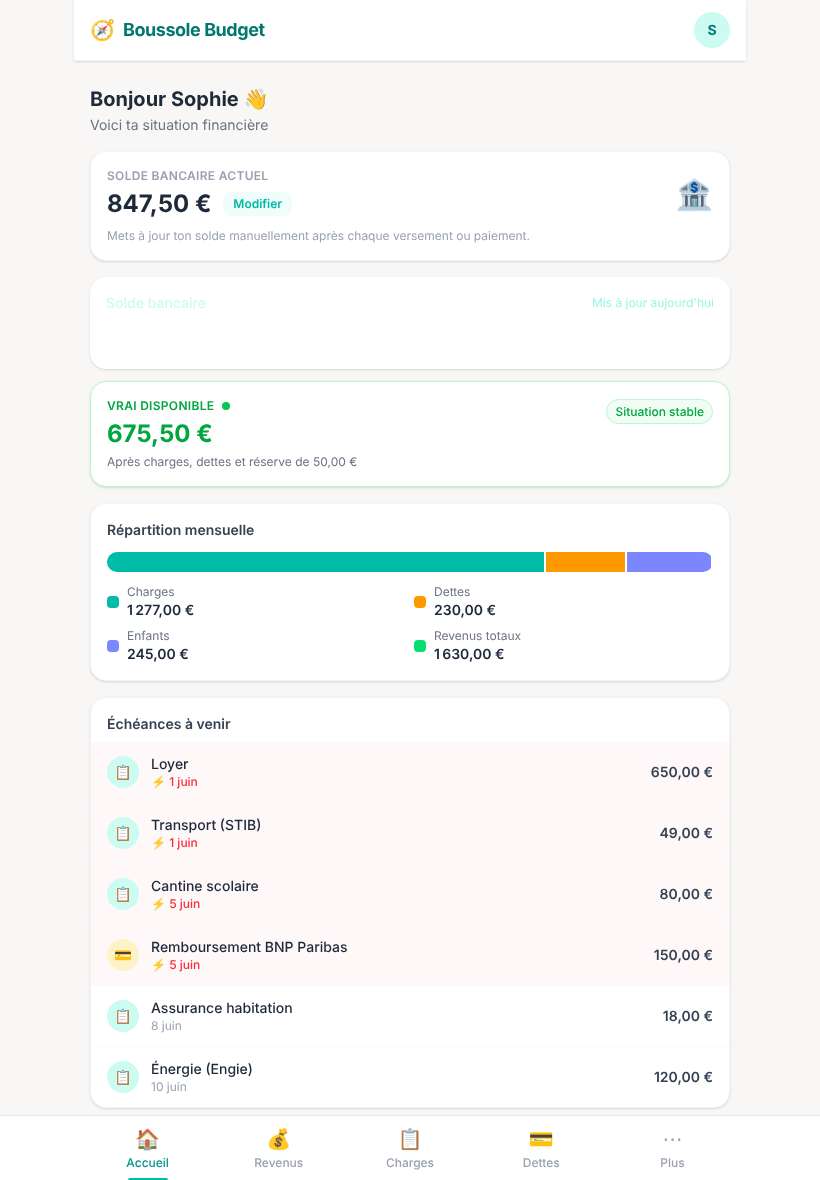 Boussole Budget
S
Bonjour Sophie 👋
Voici ta situation financière
SOLDE BANCAIRE ACTUEL
847,50 € Modifier
Mets à jour ton solde manuellement après chaque versement ou paiement.
Solde bancaire
Mis à jour aujourd'hui
VRAI DISPONIBLE
Situation stable
675,50 €
Après charges, dettes et réserve de 50,00 €
Répartition mensuelle
Charges
1 277,00 €
Dettes
230,00 €
Enfants
245,00 €
Revenus totaux
1 630,00 €
Échéances à venir
Loyer
⚡ 1 juin
650,00 €
Transport (STIB)
⚡ 1 juin
49,00 €
Cantine scolaire
⚡ 5 juin
80,00 €
Remboursement BNP Paribas
⚡ 5 juin
150,00 €
Assurance habitation
8 juin
18,00 €
Énergie (Engie)
10 juin
120,00 €
Accueil
Revenus
Charges
Dettes
Plus